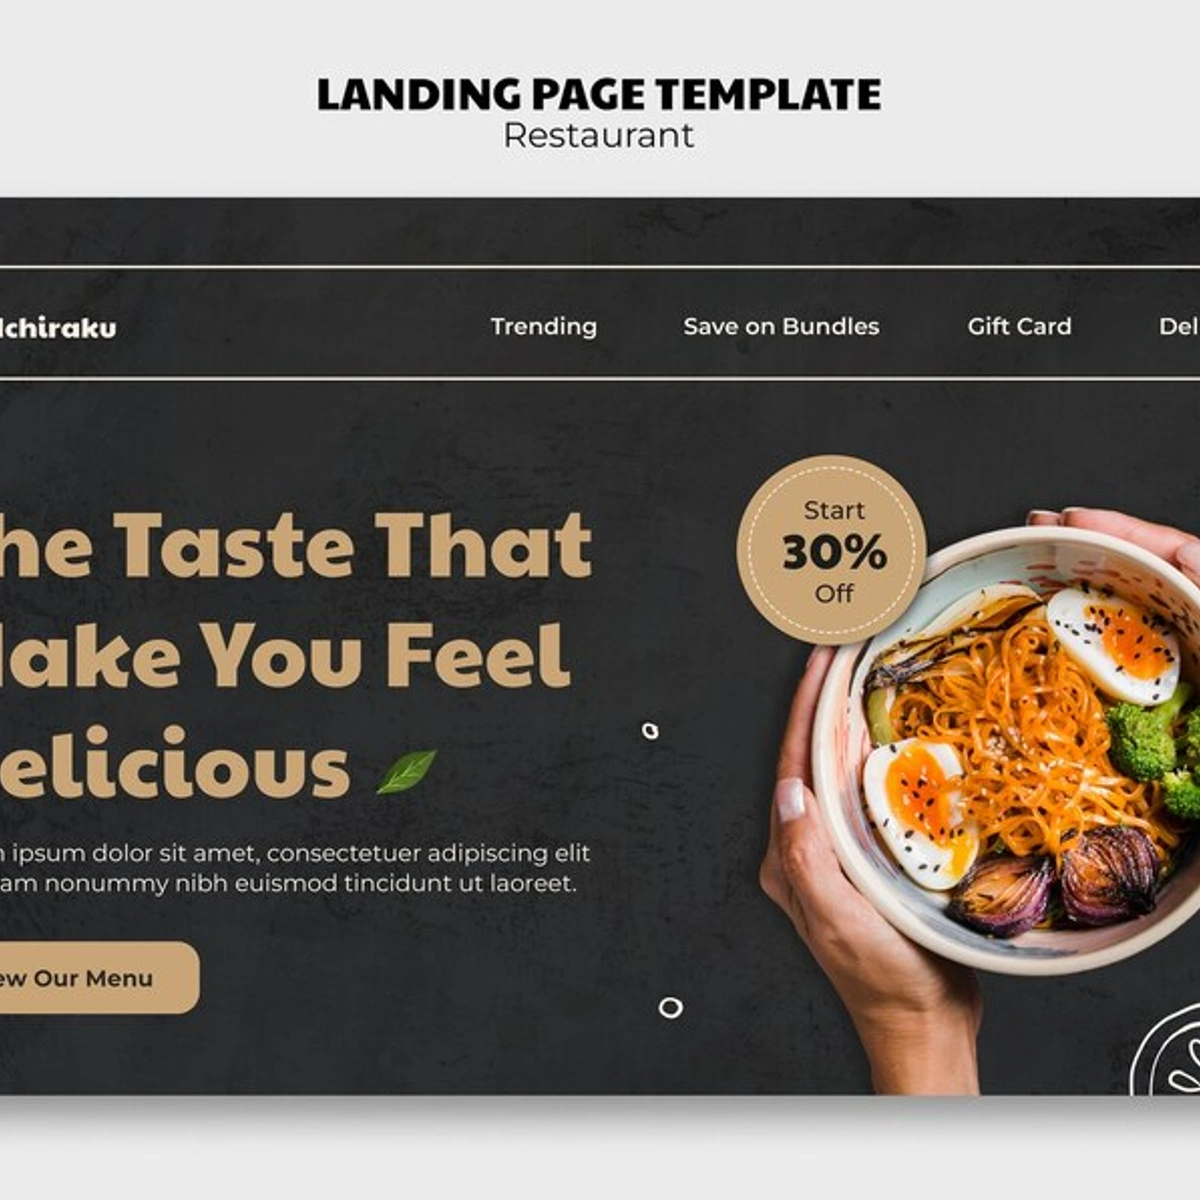 LANDING PAGE TEMPLATE
Restaurant
Ichiraku
Trending
Save on Bundles
Gift Card
Del
he Taste That
ake You Feel
elicious
Start
30%
Off
ipsum dolor sit amet, consectetuer adipiscing elit
am nonummy nibh euismod tincidunt ut laoreet.
ew Our Menu